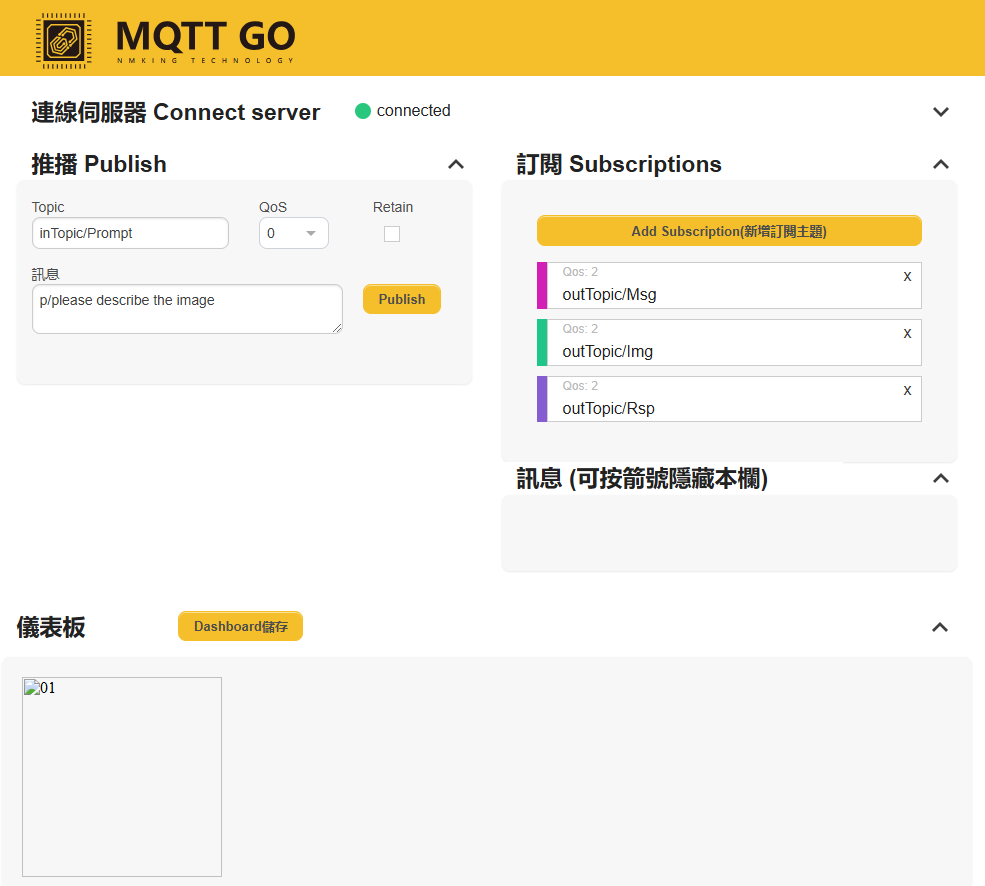 MQTT GO
NMKING TECHNOLOGY
連線伺服器 Connect server
connected
推播 Publish
Topic
QoS
Retain
inTopic/Prompt
0
訊息
p/please describe the image
Publish
訂閱 Subscriptions
Add Subscription(新增訂閱主題)
Qos: 2
x
outTopic/Msg
Qos: 2
x
outTopic/Img
Qos: 2
x
outTopic/Rsp
訊息 (可按箭號隱藏本欄)
儀表板
Dashboard儲存
01